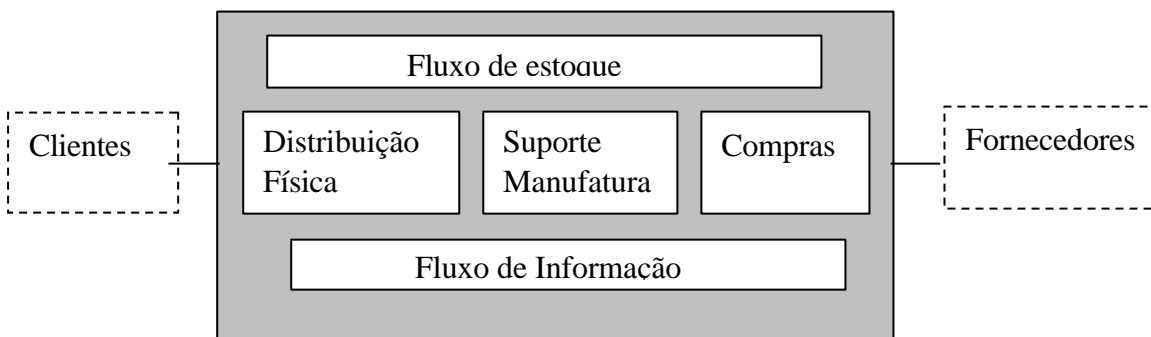 Fluxo de estoque
Clientes
Distribuição
Física
Suporte
Manufatura
Compras
Fornecedores
Fluxo de Informação